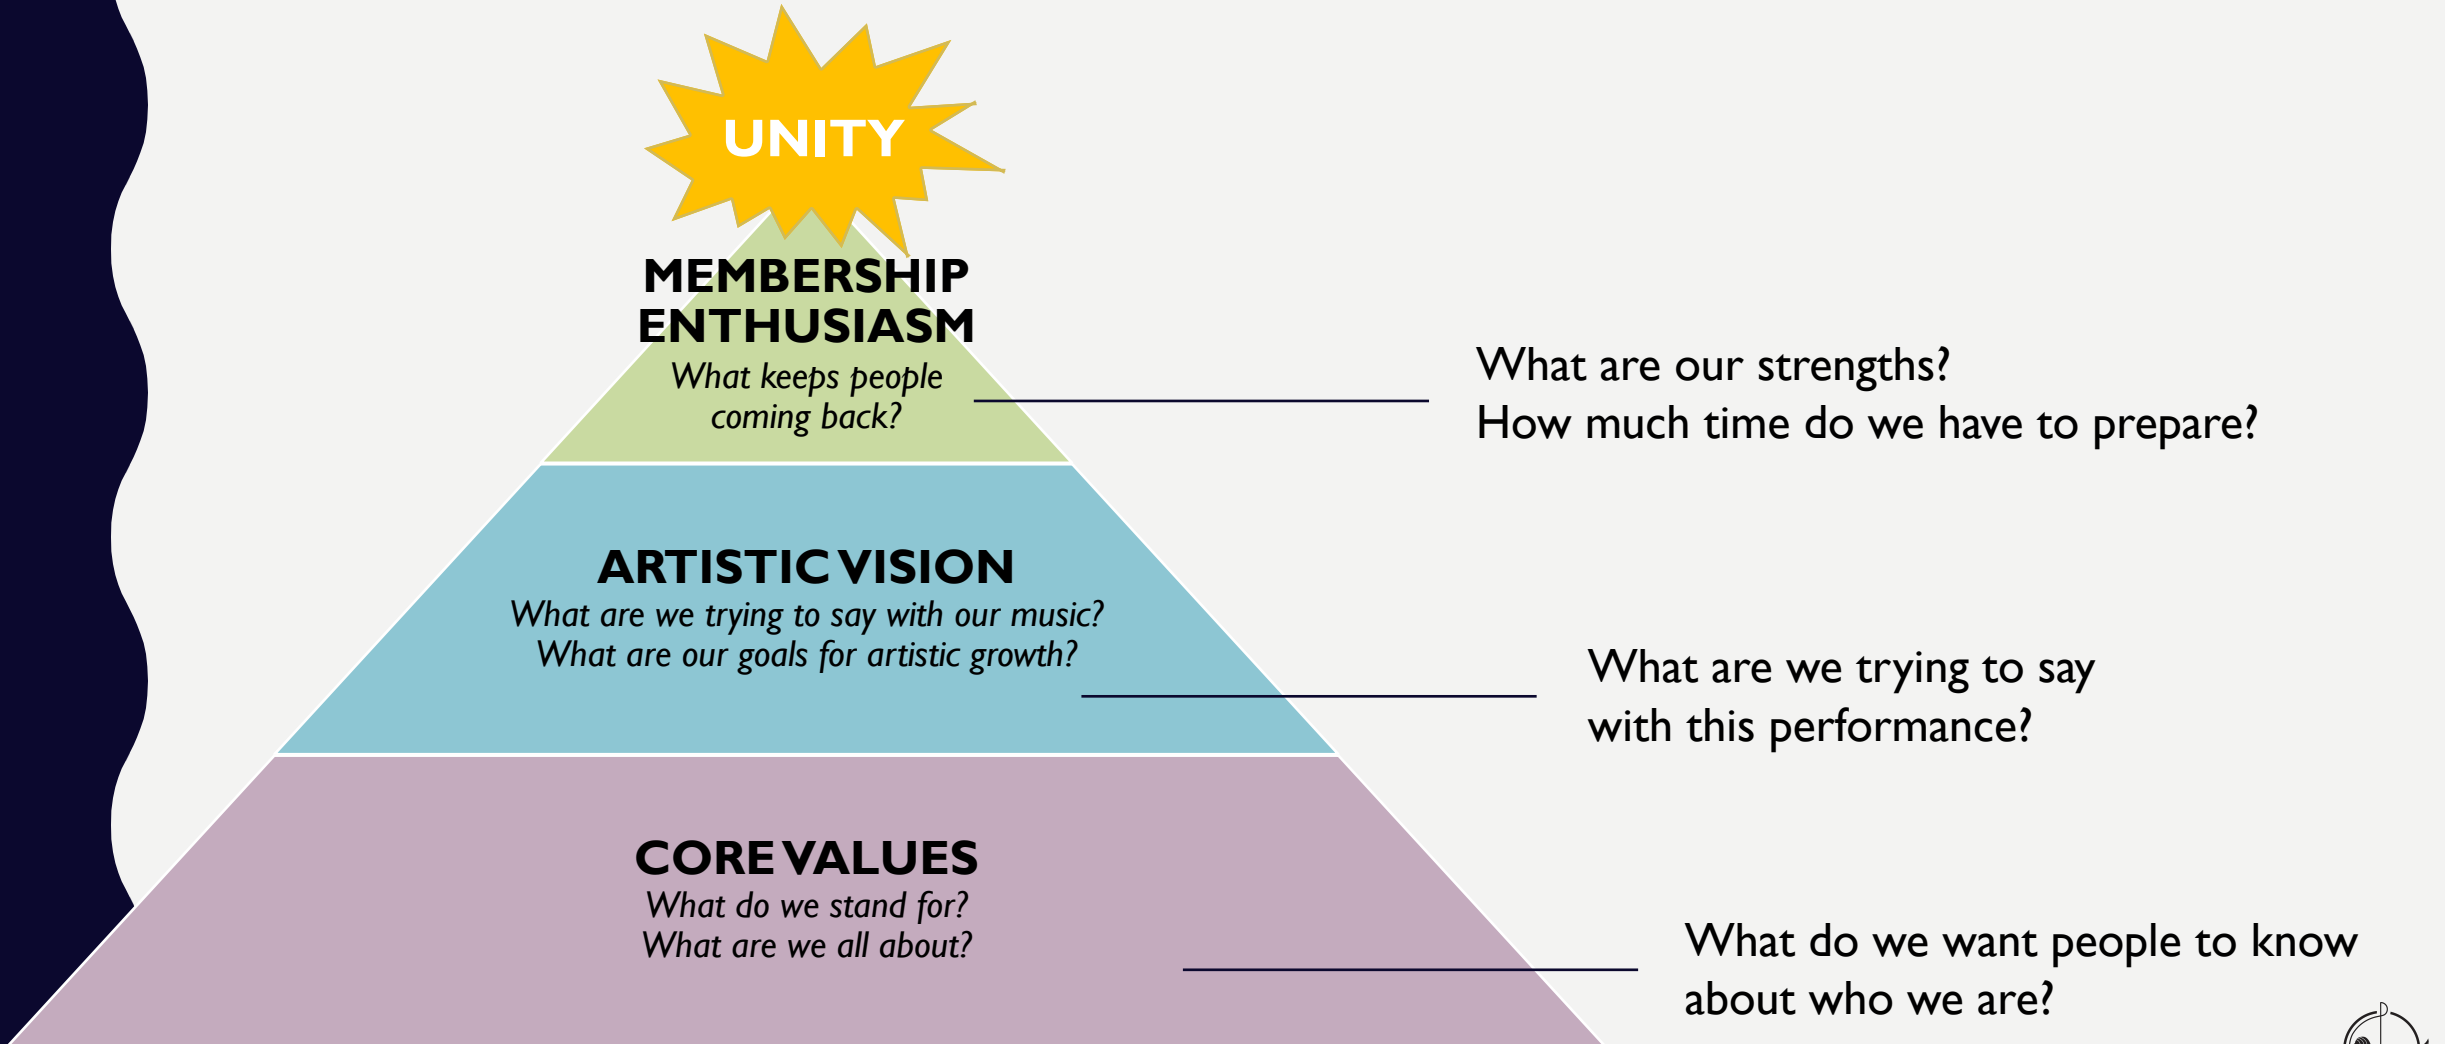 UNITY
MEMBERSHIP
ENTHUSIASM
What keeps people
coming back?
What are our strengths?
How much time do we have to prepare?
ARTISTIC VISION
What are we trying to say with our music?
What are our goals for artistic growth?
What are we trying to say
with this performance?
CORE VALUES
What do we stand for?
What are we all about?
What do we want people to know
about who we are?